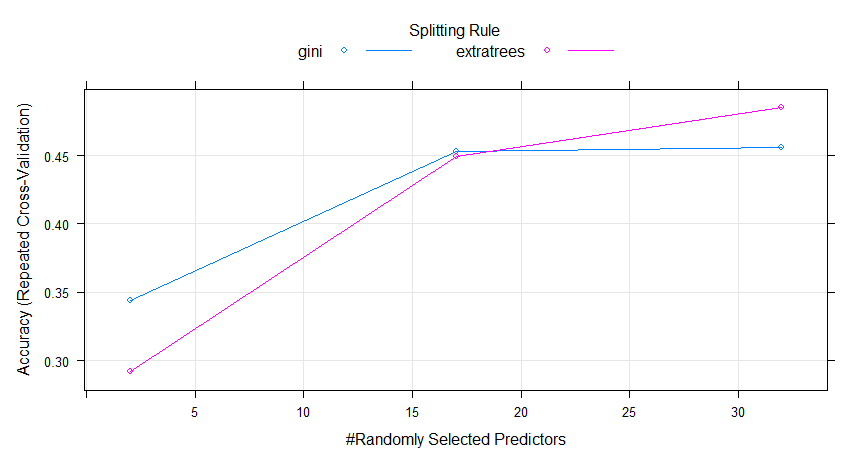 Splitting Rule
gini extratrees
Accuracy (Repeated Cross-Validation)
0.45
0.40
0.35
0.30
5 10 15 20 25 30
#Randomly Selected Predictors